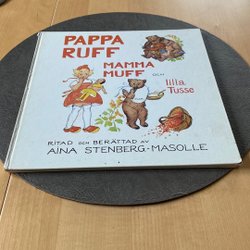 PAPPA
RUFF
MAMMA
MUFF OCH
lilla
Tusse
RITAD OCH BERÄTTAD AV
AINA STENBERG-MASOLLE